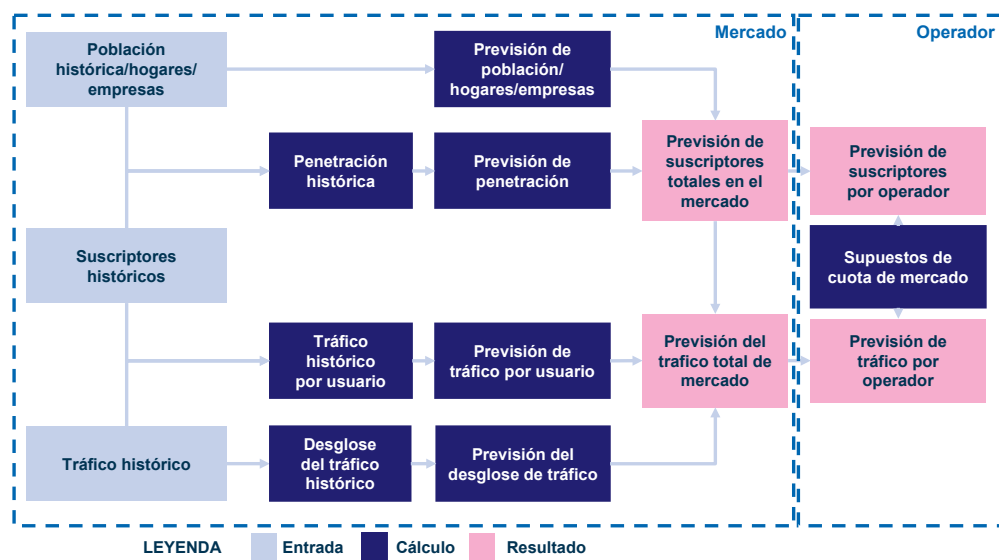 Mercado
Operador
Población
histórica/hogares/
empresas
Previsión de
población/
hogares/empresas
Penetración
histórica
Previsión de
penetración
Previsión de
suscriptores
totales en el
mercado
Previsión de
suscriptores
por operador
Suscriptores
históricos
Supuestos de
cuota de mercado
Tráfico
histórico
por usuario
Previsión de
tráfico por usuario
Previsión del
trafico total de
mercado
Previsión de
tráfico por
operador
Tráfico histórico
Desglose
del tráfico
histórico
Previsión del
desglose de tráfico
LEYENDA
Entrada
Cálculo
Resultado